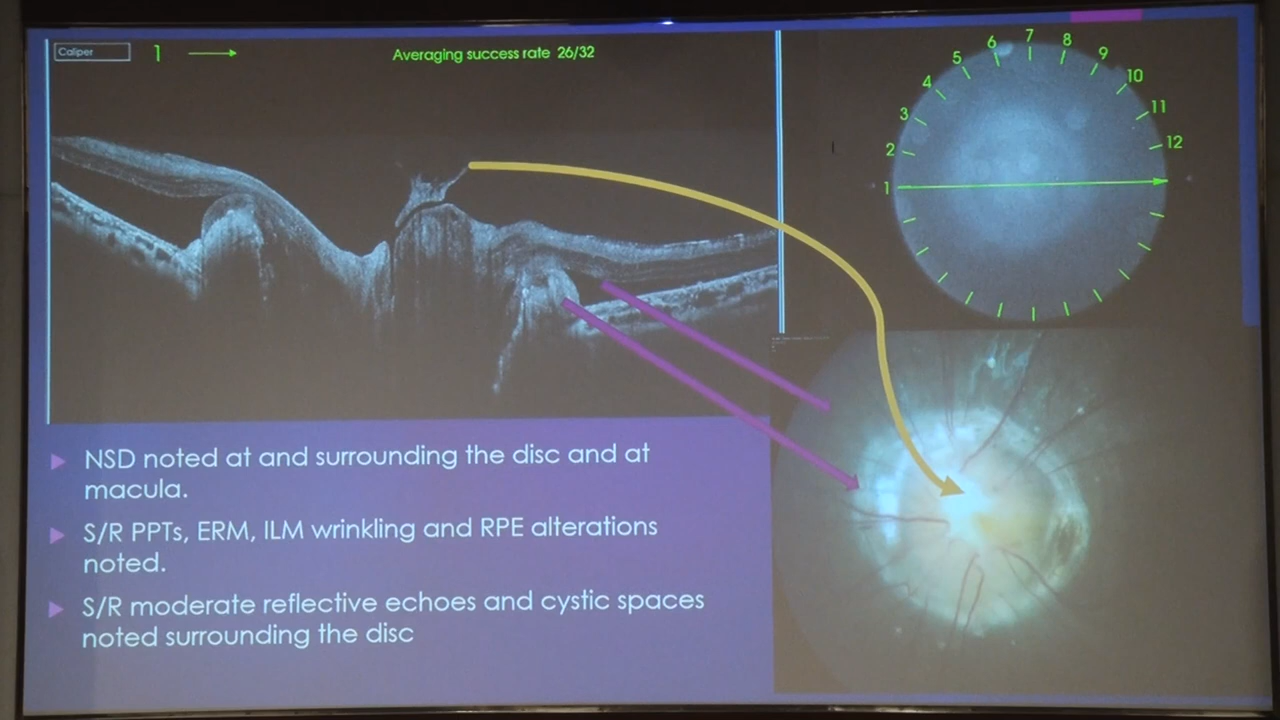 Caliper
1
Averaging success rate 26/32
1
2
3
4
5
6
7
8
9
10
11
12
NSD noted at and surrounding the disc and at
macula.
S/R PPTs, ERM, ILM wrinkling and RPE alterations
noted.
S/R moderate reflective echoes and cystic spaces
noted surrounding the disc